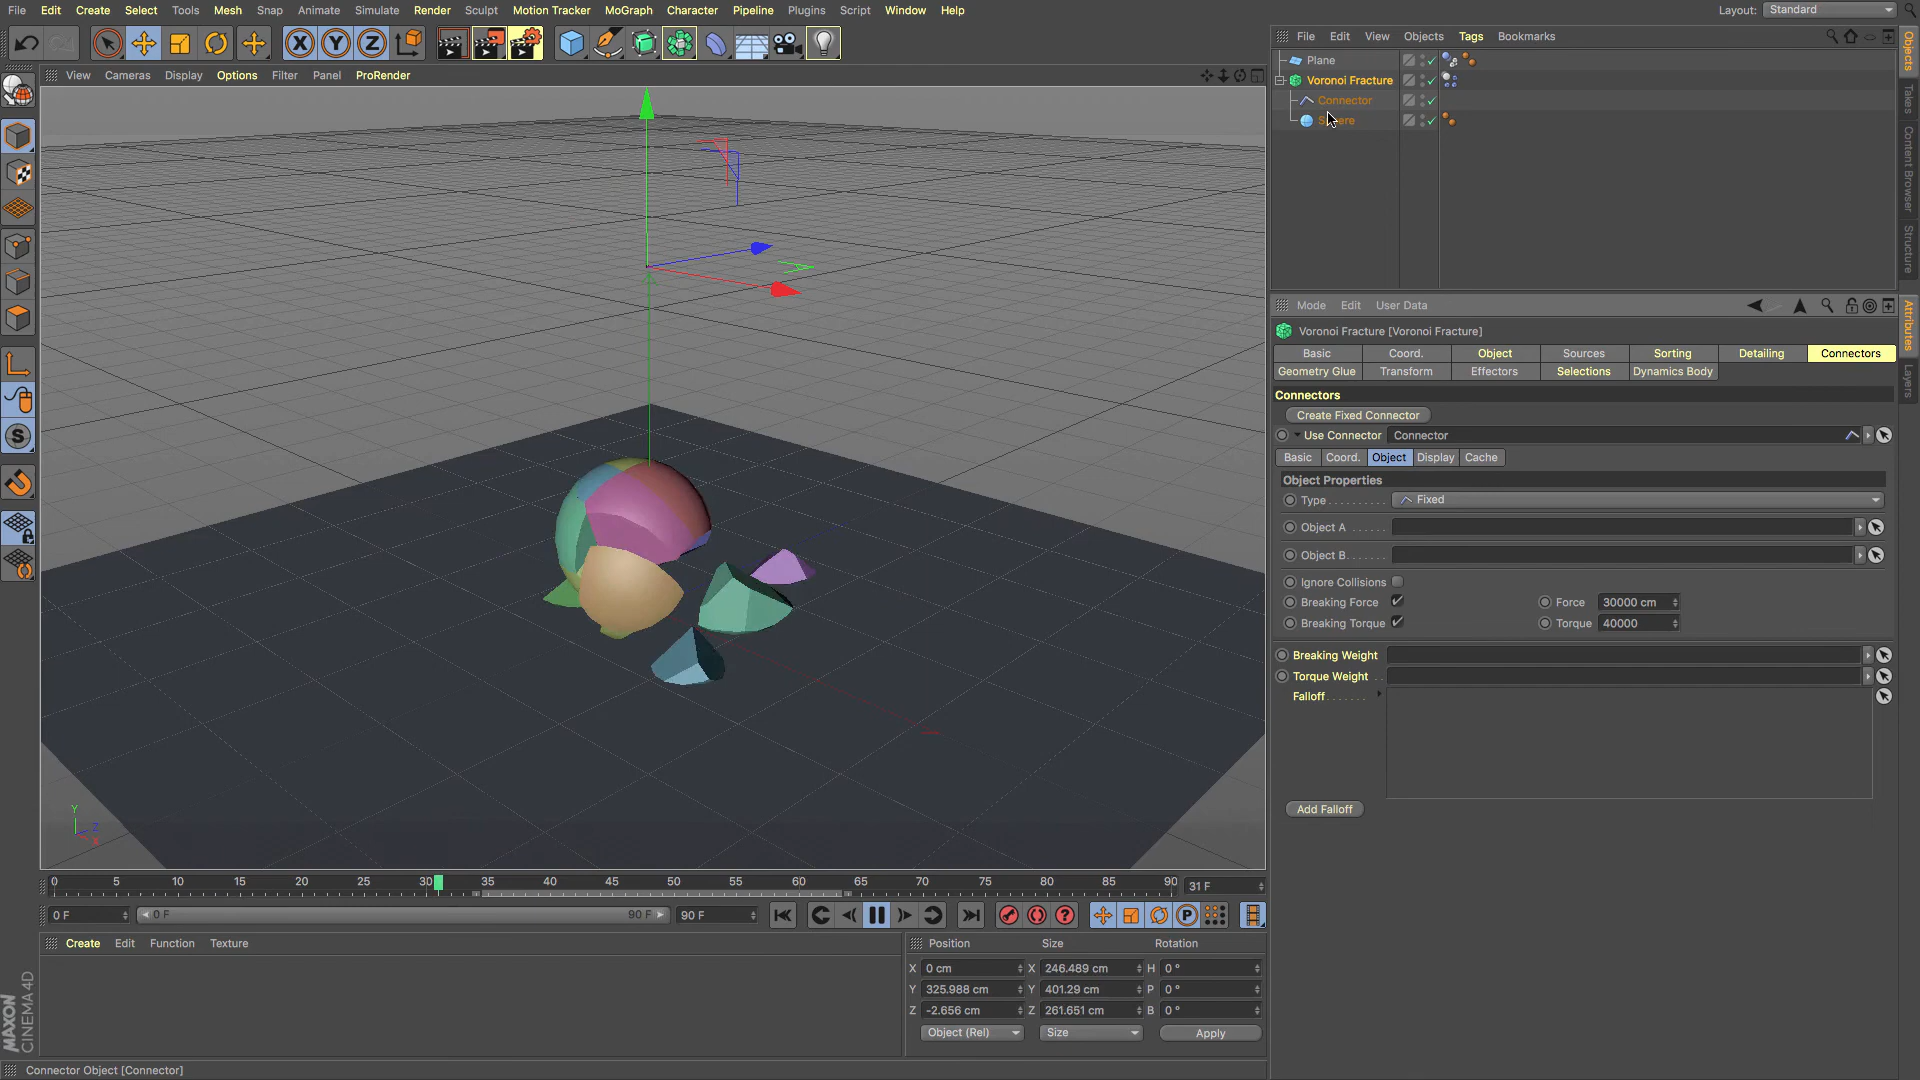 File Edit Create Select Tools Mesh Snap Animate Simulate Render Sculpt Motion Tracker MoGraph Character Pipeline Plugins Script Window Help
Layout: Standard
View Cameras Display Options Filter Panel ProRender
File Edit View Objects Tags Bookmarks
Plane
Voronoi Fracture
Connector
Objects
Takes
Content Browser
Structure
Mode Edit User Data
Voronoi Fracture [Voronoi Fracture]
Basic Coord. Object Sources Sorting Detailing Connectors
Geometry Glue Transform Effectors Selections Dynamics Body
Attributes
Layers
Connectors
Create Fixed Connector
Use Connector Connector
Basic Coord. Object Display Cache
Object Properties
Type Fixed
Object A
Object B
Ignore Collisions
Breaking Force Force 30000 cm
Breaking Torque Torque 40000
Breaking Weight
Torque Weight
Falloff
Add Falloff
X Y Z
Y
Z
X
0 5 10 15 20 25 30 35 40 45 50 55 60 65 70 75 80 85 90 31 F
0 F 0 F 90 F 90 F
Create Edit Function Texture
Position Size Rotation
X 0 cm X 246.489 cm H 0 °
Y 325.988 cm Y 401.29 cm P 0 °
Z -2.656 cm Z 261.651 cm B 0 °
Object (Rel) Size Apply
MAXON
CINEMA 4D
Connector Object [Connector]